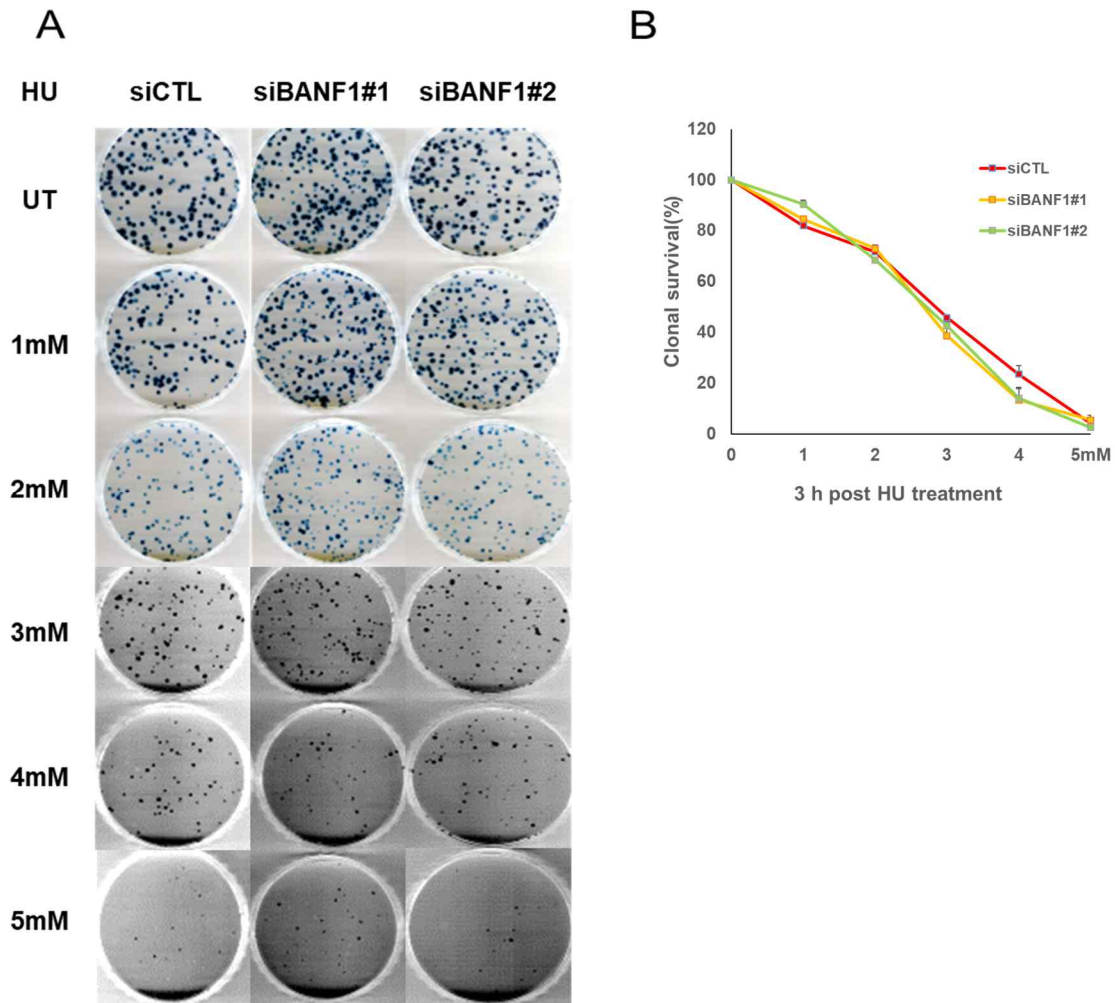 A
HU siCTL siBANF1#1 siBANF1#2
UT
1mM
2mM
3mM
4mM
5mM
B
Clonal survival(%)
120
100
80
60
40
20
0
0 1 2 3 4 5mM
3 h post HU treatment
siCTL
siBANF1#1
siBANF1#2